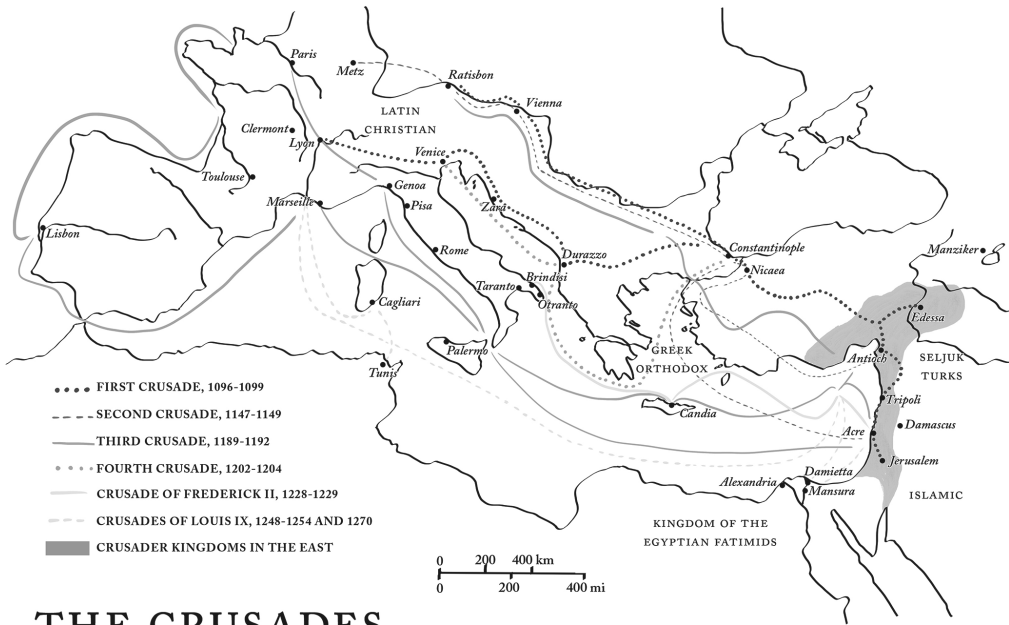 Paris
Metz
Ratisbon
Vienna
LATIN
CHRISTIAN
Clermont
Lyon
Venice
Toulouse
Genoa
Marseille
Pisa
Zara
Lisbon
Rome
Durazzo
Constantinople
Manziker
Nicaea
Brindisi
Taranto
Otranto
Cagliari
Edessa
Palermo
GREEK
ORTHODOX
Antioch
SELJUK
TURKS
Tunis
Tripoli
Candia
Acre
Damascus
Jerusalem
Damietta
Alexandria
Mansura
ISLAMIC
KINGDOM OF THE
EGYPTIAN FATIMIDS
FIRST CRUSADE, 1096-1099
SECOND CRUSADE, 1147-1149
THIRD CRUSADE, 1189-1192
FOURTH CRUSADE, 1202-1204
CRUSADE OF FREDERICK II, 1228-1229
CRUSADES OF LOUIS IX, 1248-1254 AND 1270
CRUSADER KINGDOMS IN THE EAST
0 200 400 km
0 200 400 mi
THE CRUSADES